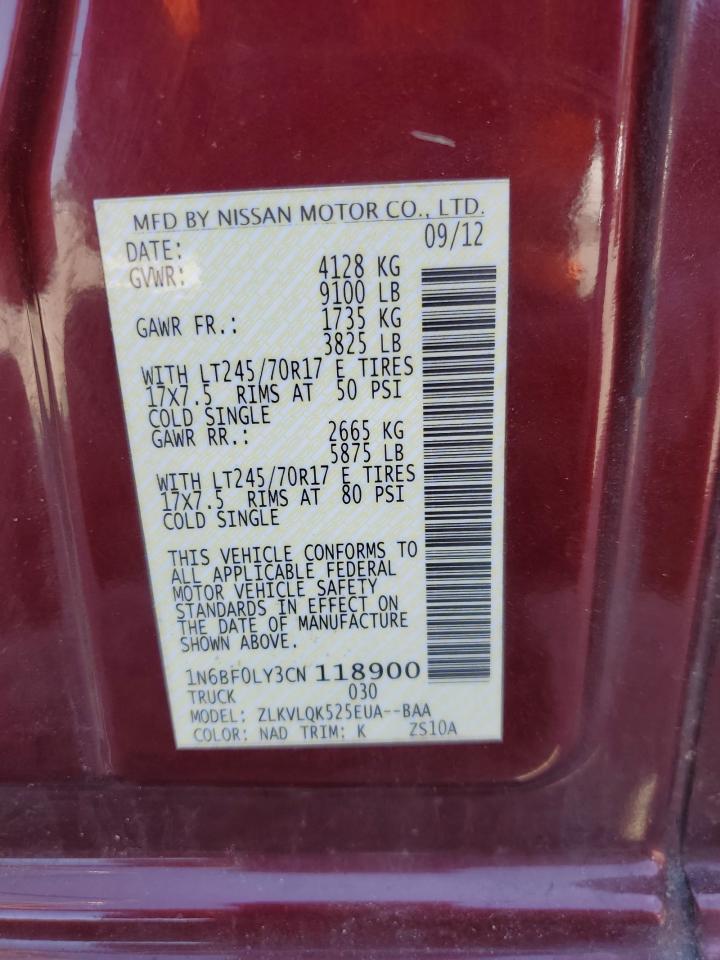 MFD BY NISSAN MOTOR CO., LTD.
DATE: 09/12
GVWR: 4128 KG
9100 LB
GAWR FR.: 1735 KG
3825 LB
WITH LT245/70R17 E TIRES
17X7.5 RIMS AT 50 PSI
COLD SINGLE
GAWR RR.: 2665 KG
5875 LB
WITH LT245/70R17 E TIRES
17X7.5 RIMS AT 80 PSI
COLD SINGLE
THIS VEHICLE CONFORMS TO
ALL APPLICABLE FEDERAL
MOTOR VEHICLE SAFETY
STANDARDS IN EFFECT ON
THE DATE OF MANUFACTURE
SHOWN ABOVE.
1N6BF0LY3CN 118900
TRUCK 030
MODEL: ZLKVLQK525EUA--BAA
COLOR: NAD TRIM: K ZS10A